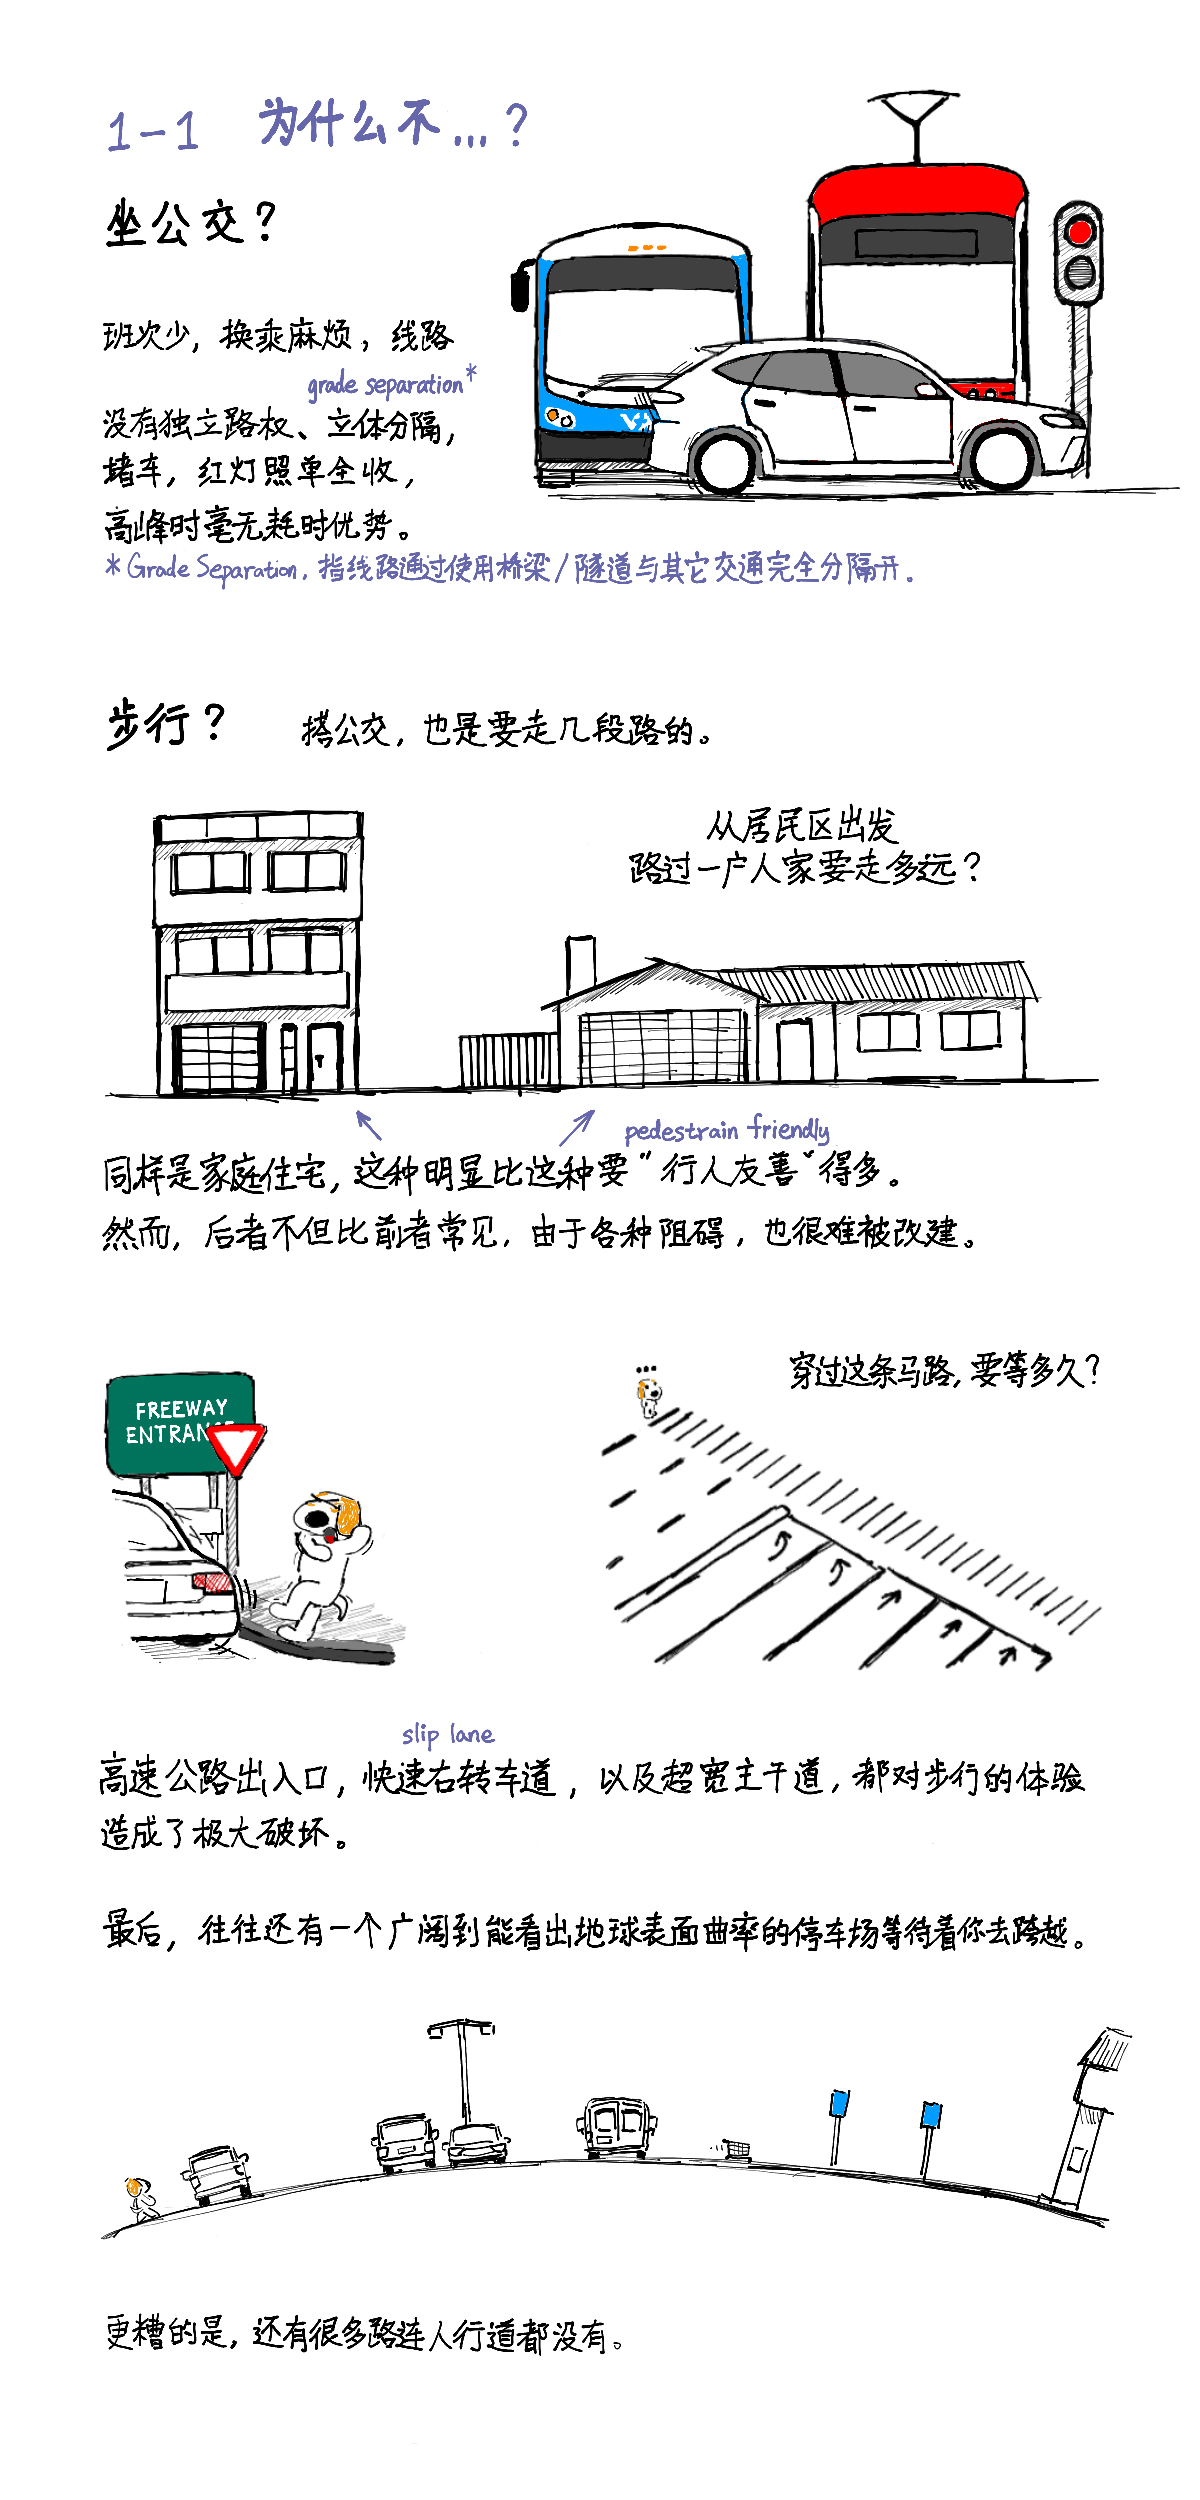 1-1 为什么不...?
坐公交?
班次少，换乘麻烦，线路
grade separation*
没有独立路权、立体分隔，
堵车，红灯照单全收，
高峰时毫无耗时优势。
*Grade Separation, 指线路通过使用桥梁/隧道与其它交通完全分隔开.
步行? 搭公交，也是要走几段路的。
从居民区出发
路过一户人家要走多远?
pedestrain friendly
同样是家庭住宅，这种明显比这种要"行人友善"得多。
然而，后者不但比前者常见，由于各种阻碍，也很难被改建。
穿过这条马路,要等多久?
FREEWAY
ENTRANCE
slip lane
高速公路出入口，快速右转车道，以及超宽主干道，都对步行的体验
造成了极大破坏。
最后，往往还有一个广阔到能看出地球表面曲率的停车场等待着你去跨越。
更糟的是，还有很多路连人行道都没有。